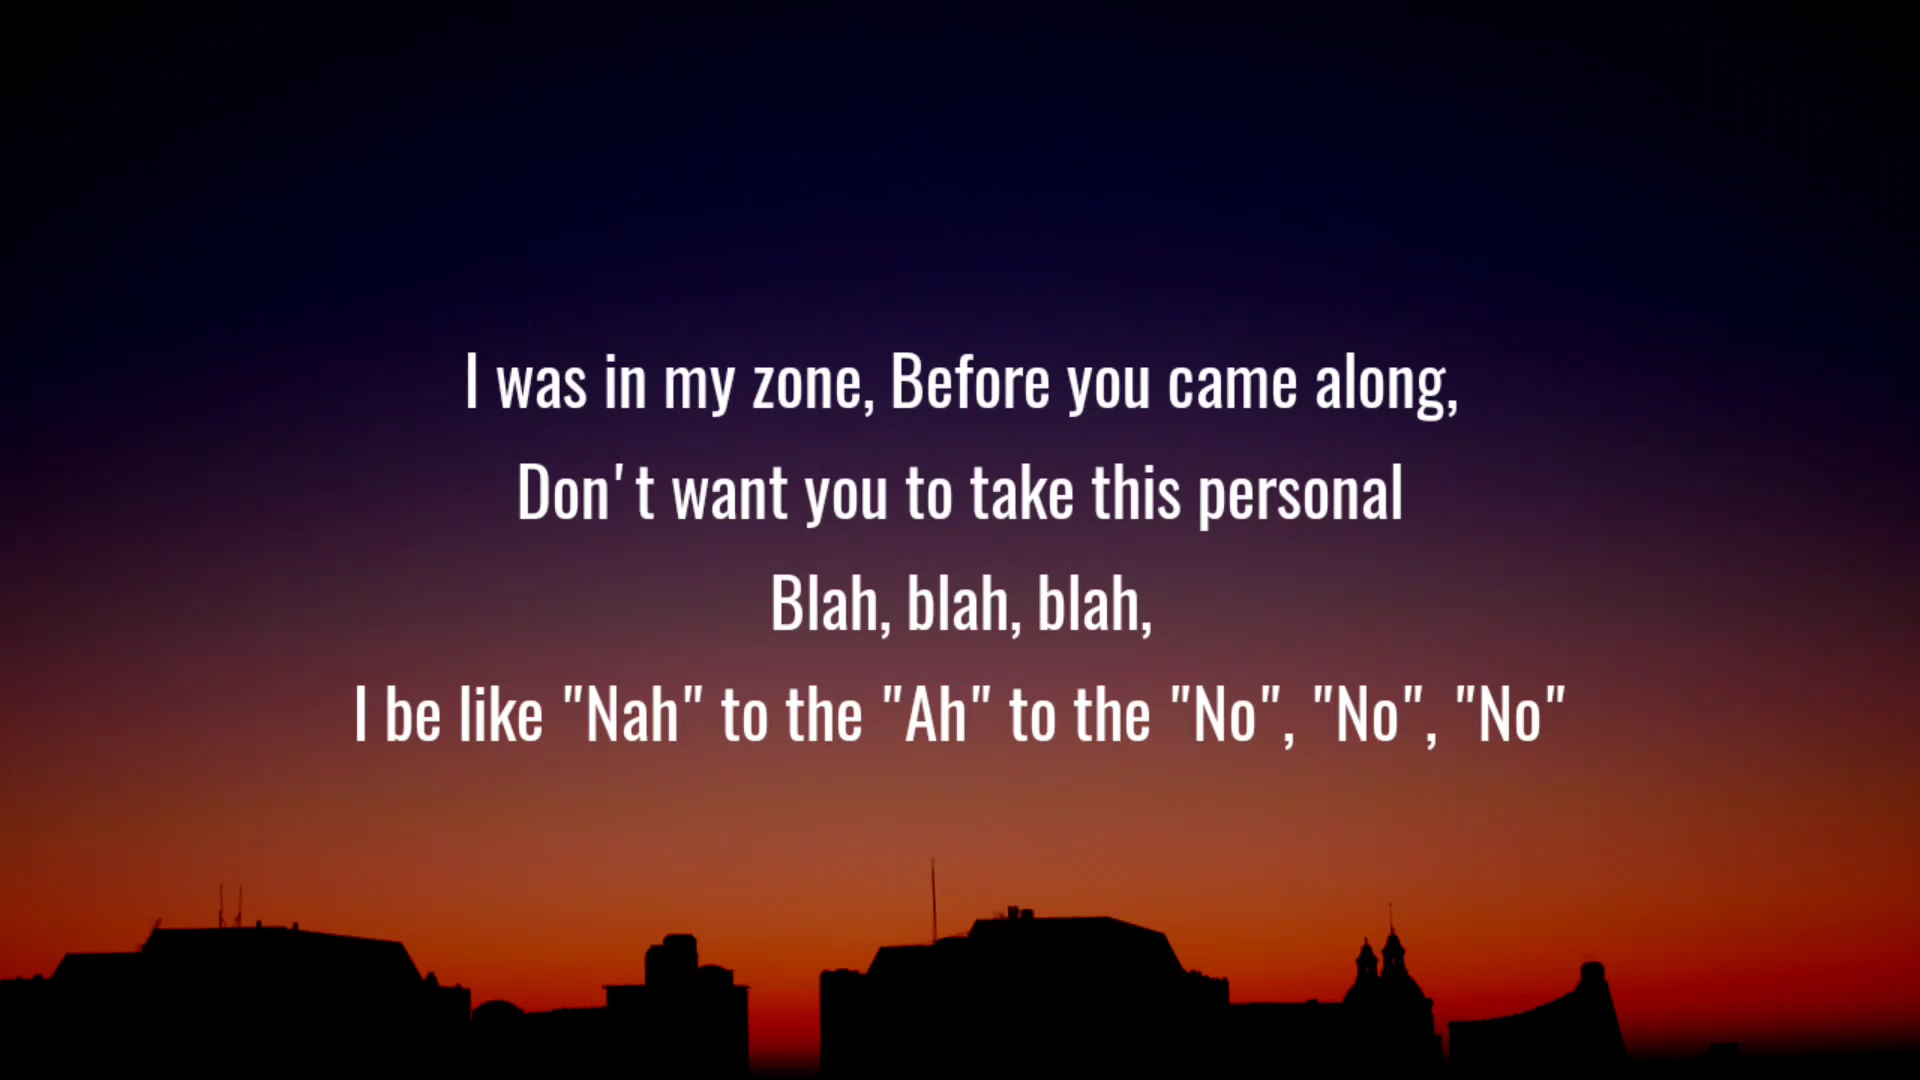 I was in my zone, Before you came along,
Don't want you to take this personal
Blah, blah, blah,
I be like "Nah" to the "Ah" to the "No", "No", "No"